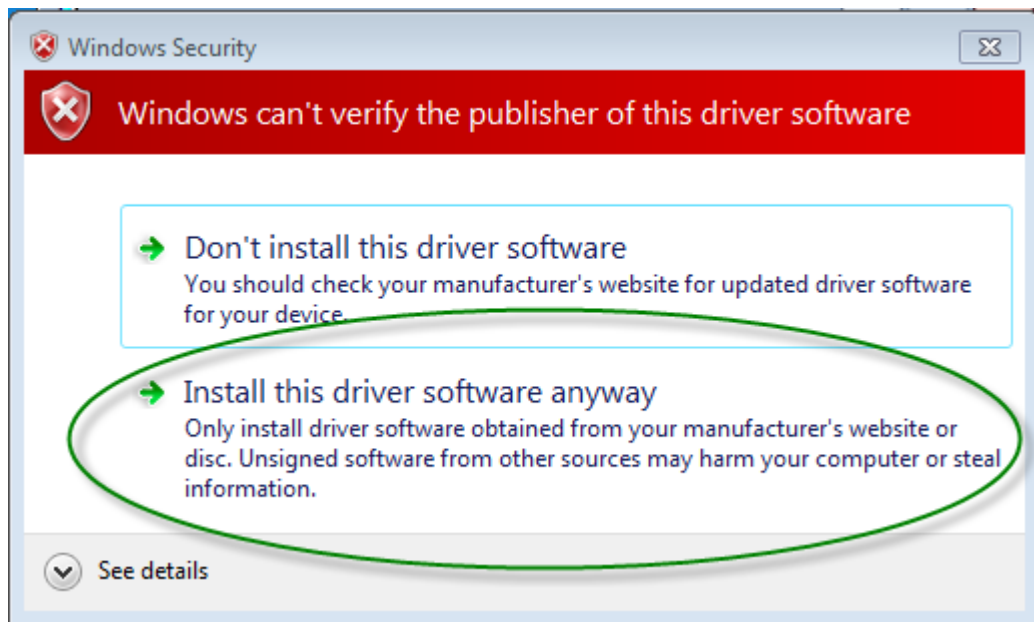 Windows Security
Windows can't verify the publisher of this driver software
Don't install this driver software
You should check your manufacturer's website for updated driver software
for your device.
Install this driver software anyway
Only install driver software obtained from your manufacturer's website or
disc. Unsigned software from other sources may harm your computer or steal
information.
See details